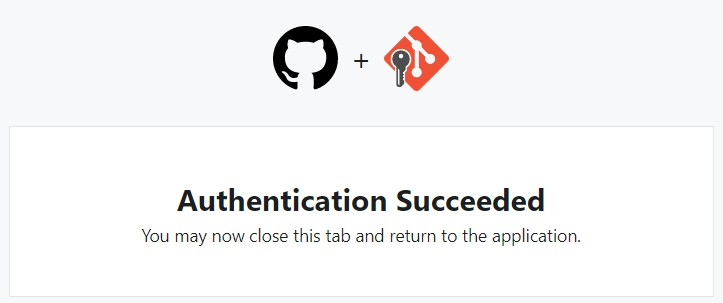 +
Authentication Succeeded
You may now close this tab and return to the application.